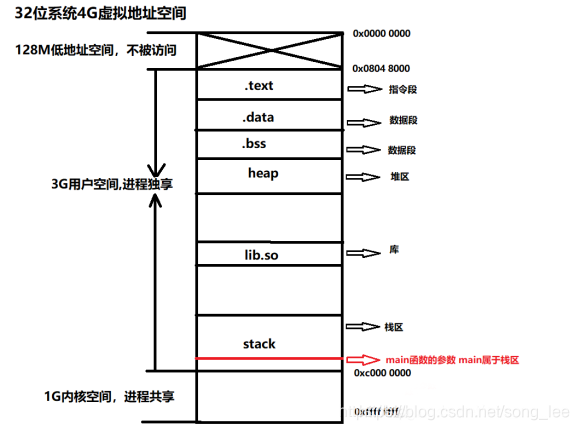 32位系统4G虚拟地址空间
0x0000 0000
128M低地址空间，不被访问
0x0804 8000
.text
指令段
.data
数据段
.bss
数据段
3G用户空间,进程独享
heap
堆区
lib.so
库
stack
栈区
main函数的参数 main属于栈区
0xc000 0000
1G内核空间，进程共享
0xffff ffff
https://blog.csdn.net/song_lee